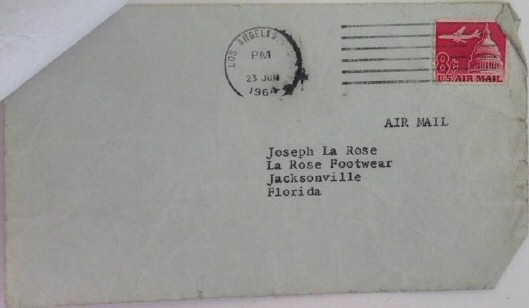 LOS ANGELES
PM
23 JUN
1964
8¢
U.S. AIR MAIL
AIR MAIL
Joseph La Rose
La Rose Footwear
Jacksonville
Florida